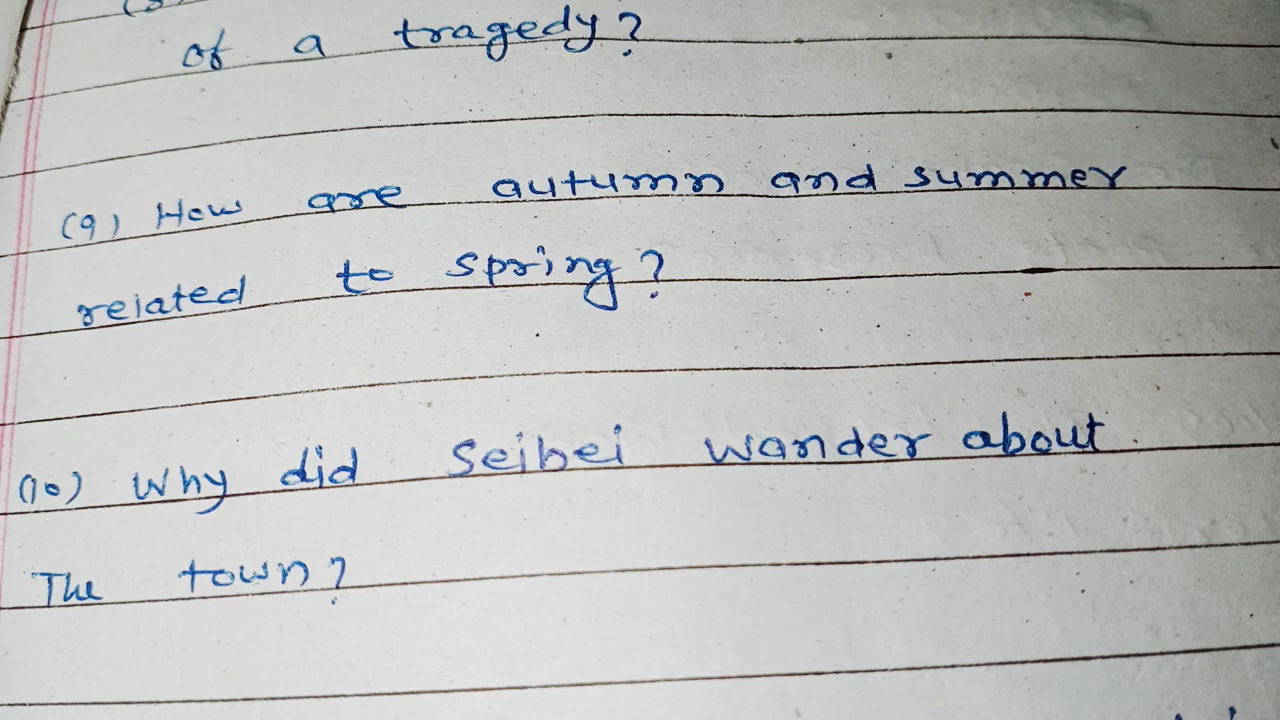 of a tragedy?
(9) How are autumn and summer
related to spring?
(10) Why did Seibei wander about
The town?